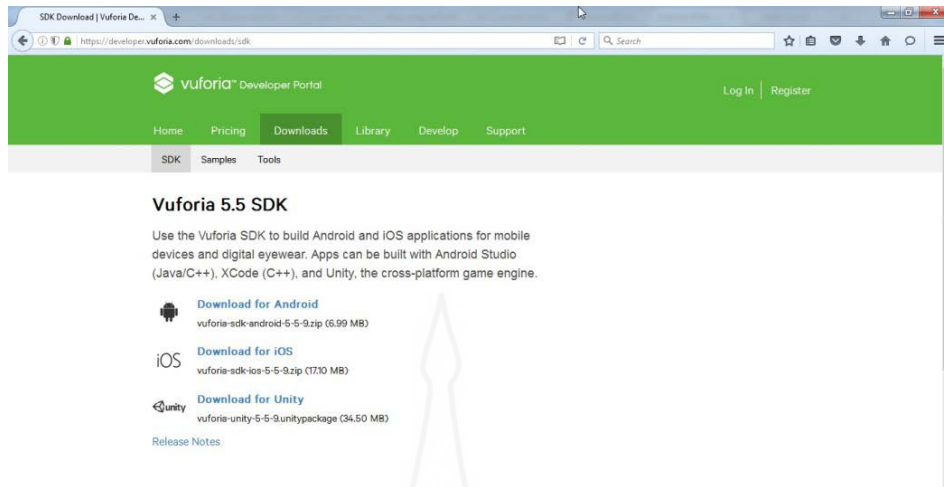 SDK Download | Vuforia De...
https://developer.vuforia.com/downloads/sdk
Search
vuforia™ Developer Portal
Log In | Register
Home Pricing Downloads Library Develop Support
SDK Samples Tools
Vuforia 5.5 SDK
Use the Vuforia SDK to build Android and iOS applications for mobile
devices and digital eyewear. Apps can be built with Android Studio
(Java/C++), XCode (C++), and Unity, the cross-platform game engine.
Download for Android
vuforia-sdk-android-5-5-9.zip (6.99 MB)
iOS
Download for iOS
vuforia-sdk-ios-5-5-9.zip (17.10 MB)
unity
Download for Unity
vuforia-unity-5-5-9.unitypackage (34.50 MB)
Release Notes